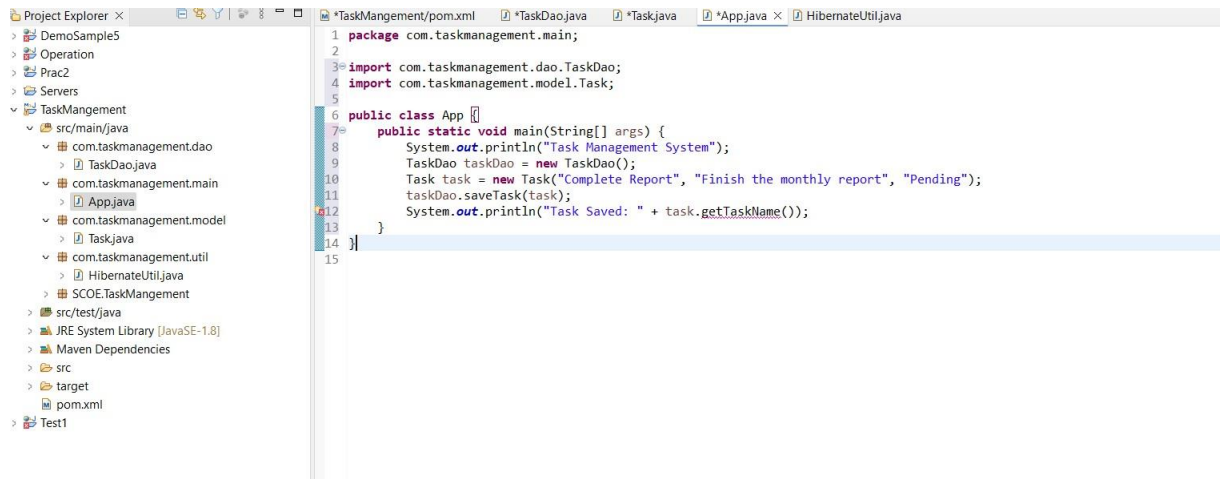 Project Explorer ×
DemoSample5
Operation
Prac2
Servers
TaskMangement
src/main/java
com.taskmanagement.dao
TaskDao.java
com.taskmanagement.main
App.java
com.taskmanagement.model
Task.java
com.taskmanagement.util
HibernateUtil.java
SCOE.TaskMangement
src/test/java
JRE System Library [JavaSE-1.8]
Maven Dependencies
src
target
pom.xml
Test1
*TaskMangement/pom.xml *TaskDao.java *Task.java *App.java × HibernateUtil.java
1 package com.taskmanagement.main;
2
3 import com.taskmanagement.dao.TaskDao;
4 import com.taskmanagement.model.Task;
5
6 public class App {
7 public static void main(String[] args) {
8 System.out.println("Task Management System");
9 TaskDao taskDao = new TaskDao();
10 Task task = new Task("Complete Report", "Finish the monthly report", "Pending");
11 taskDao.saveTask(task);
12 System.out.println("Task Saved: " + task.getTaskName());
13 }
14 }
15